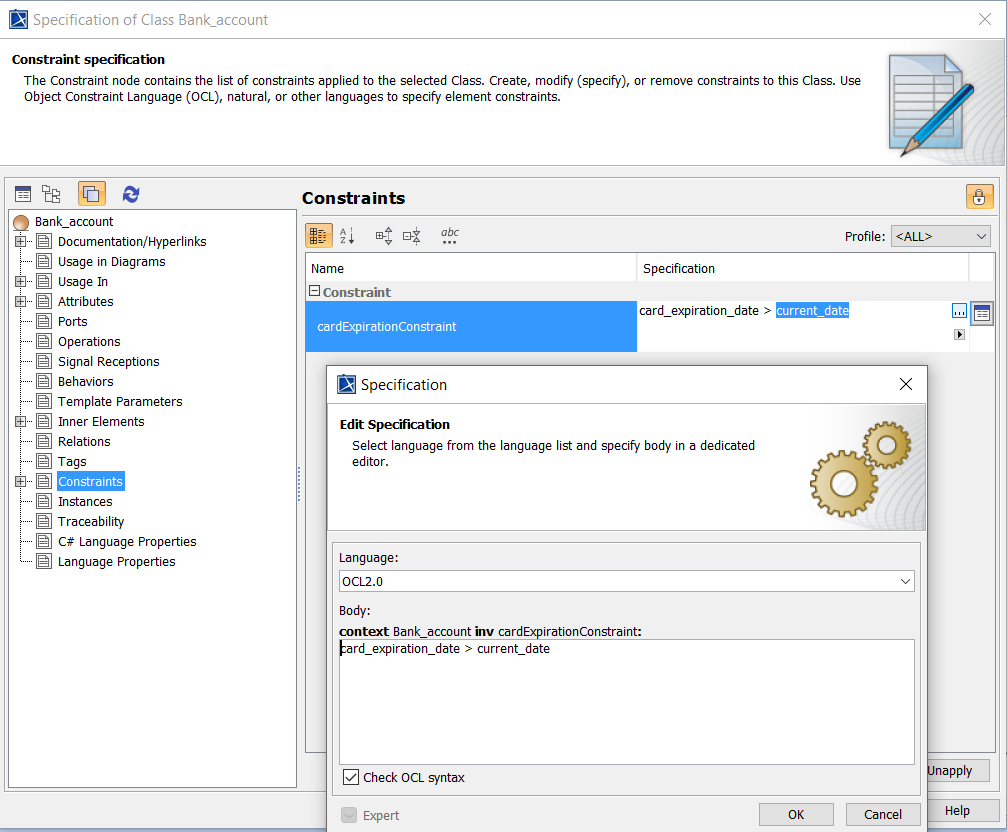 Specification of Class Bank_account
Constraint specification
The Constraint node contains the list of constraints applied to the selected Class. Create, modify (specify), or remove constraints to this Class. Use
Object Constraint Language (OCL), natural, or other languages to specify element constraints.
Bank_account
Documentation/Hyperlinks
Usage in Diagrams
Usage In
Attributes
Ports
Operations
Signal Receptions
Behaviors
Template Parameters
Inner Elements
Relations
Tags
Constraints
Instances
Traceability
C# Language Properties
Language Properties
Constraints
A
Z
abc
Profile: <ALL>
Name Specification
Constraint
cardExpirationConstraint card_expiration_date > current_date ...
Specification
Edit Specification
Select language from the language list and specify body in a dedicated
editor.
Language:
OCL2.0
Body:
context Bank_account inv cardExpirationConstraint:
card_expiration_date > current_date
Check OCL syntax
Expert
OK
Cancel
Unapply
Help